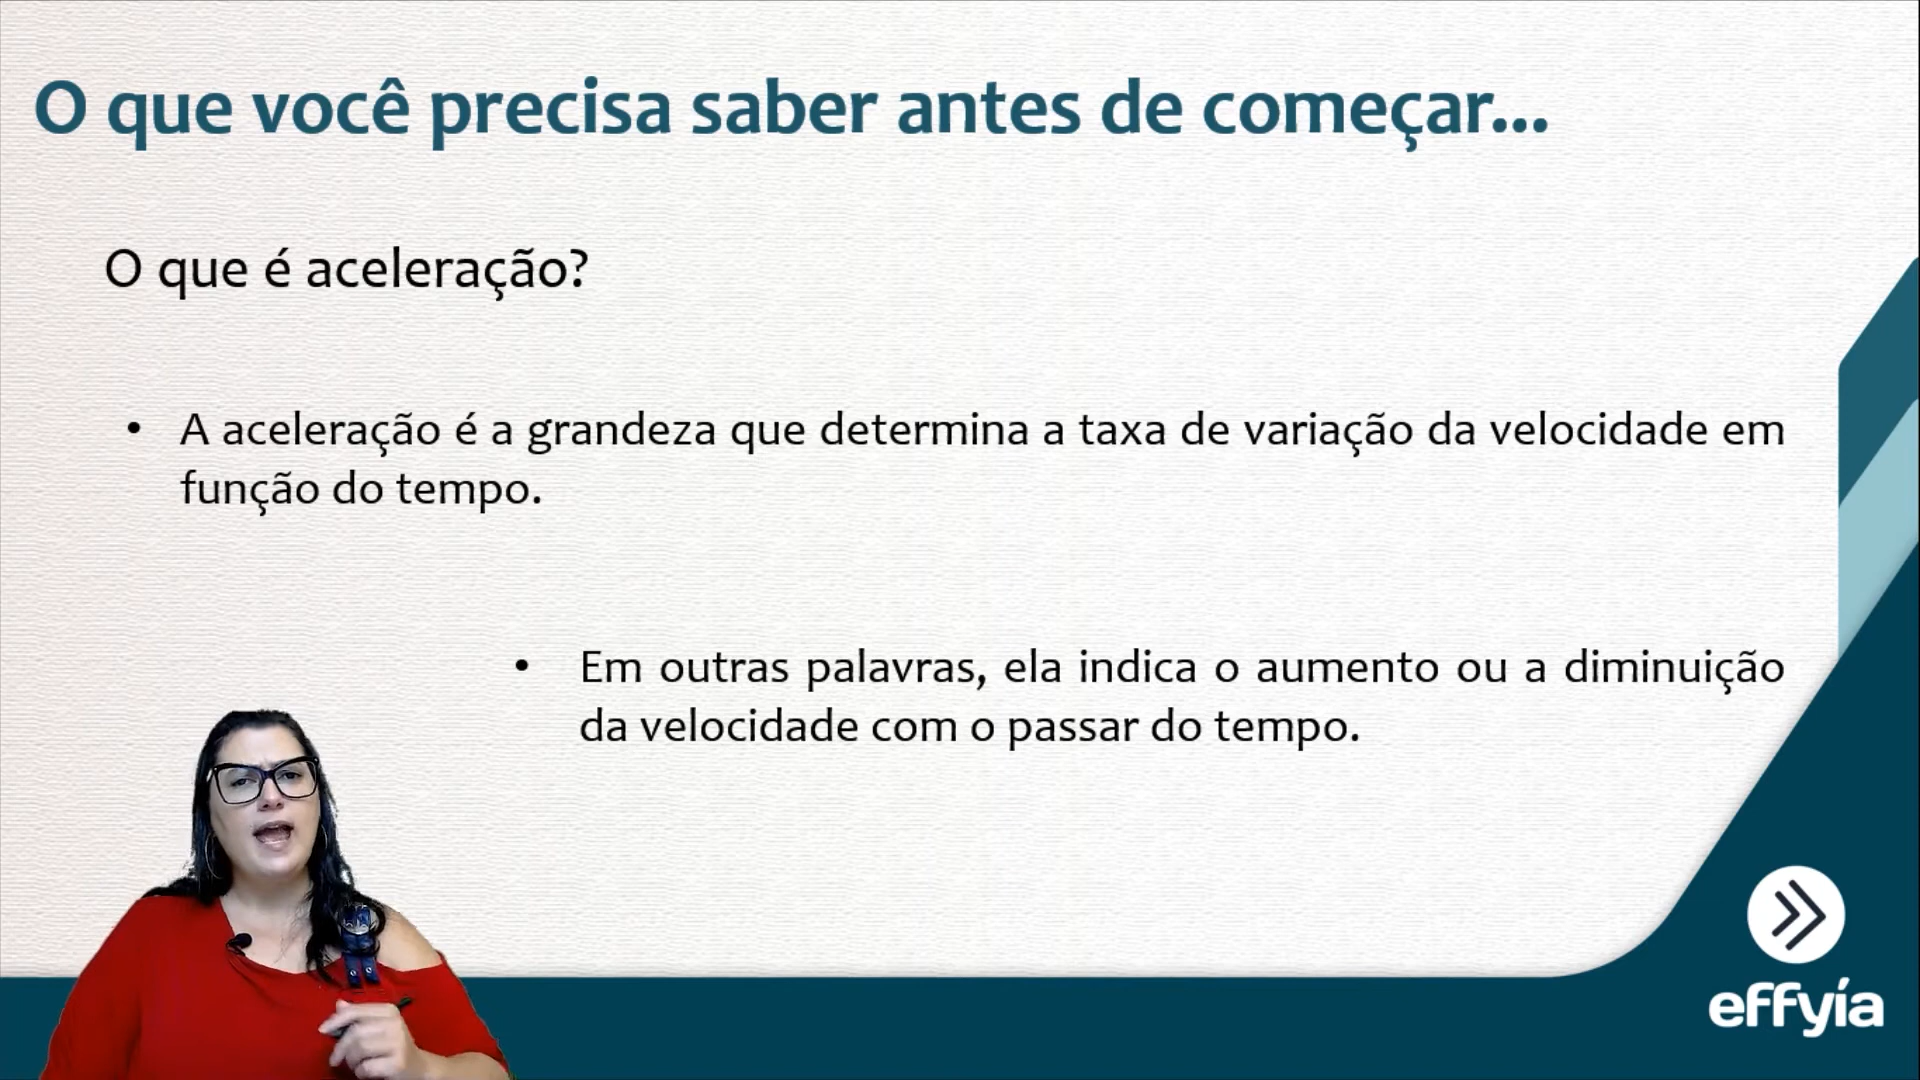 O que você precisa saber antes de começar...
O que é aceleração?
• A aceleração é a grandeza que determina a taxa de variação da velocidade em
função do tempo.
• Em outras palavras, ela indica o aumento ou a diminuição
da velocidade com o passar do tempo.
effyía